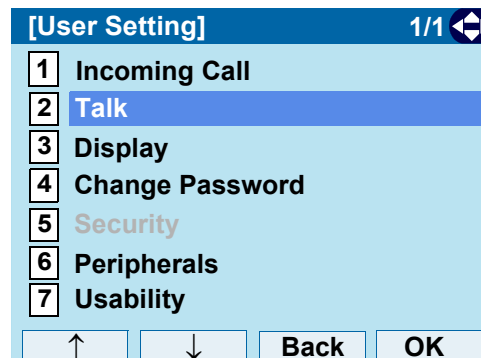 [User Setting] 1/1
1 Incoming Call
2 Talk
3 Display
4 Change Password
5 Security
6 Peripherals
7 Usability
↑ ↓ Back OK